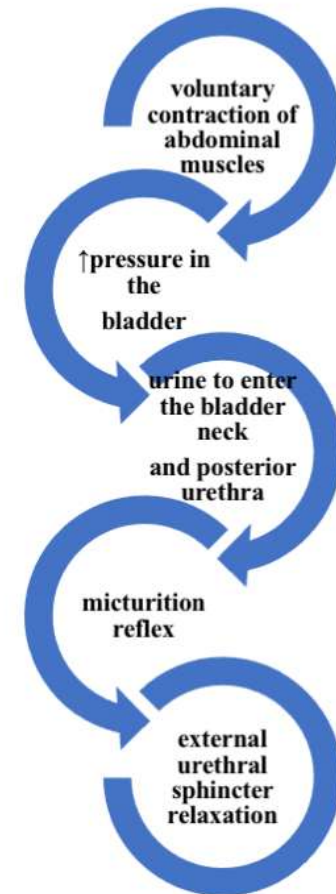 voluntary
contraction of
abdominal
muscles
↑pressure in
the
bladder
urine to enter
the bladder
neck
and posterior
urethra
micturition
reflex
external
urethral
sphincter
relaxation